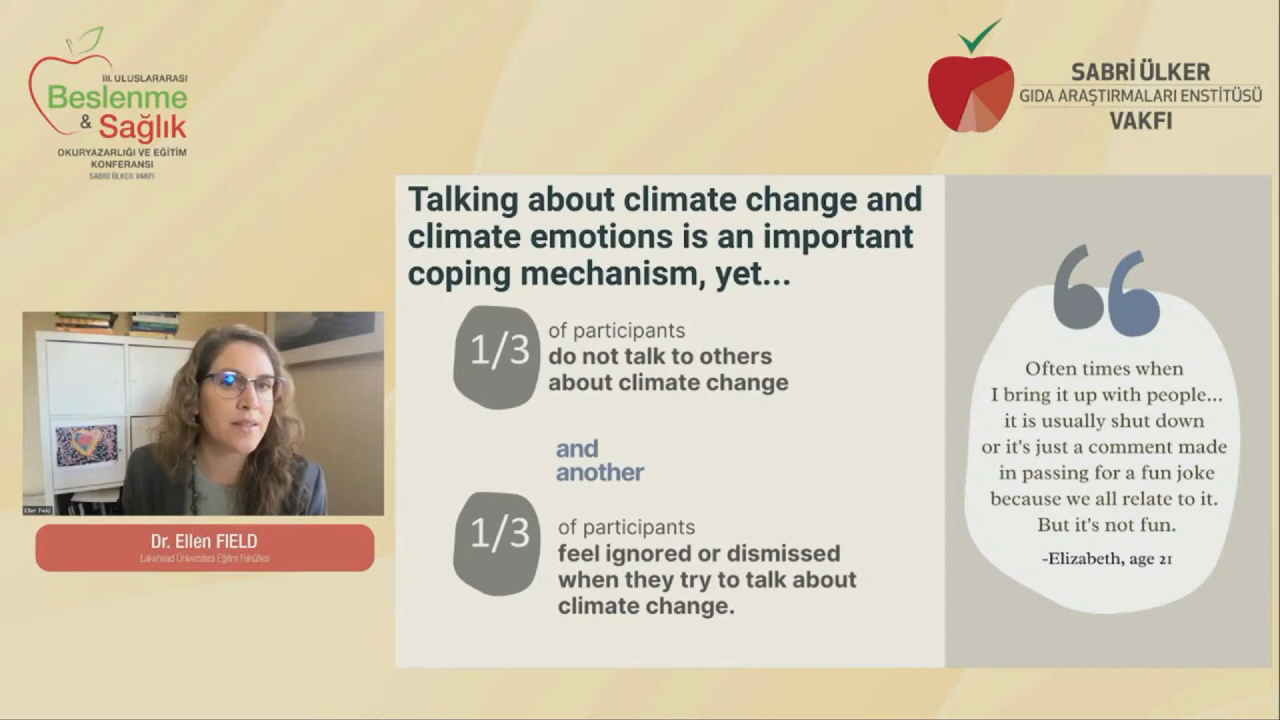 III. ULUSLARARASI
Beslenme
& Sağlık
OKURYAZARLIĞI VE EĞİTİM
KONFERANSI
SABRİ ÜLKER VAKFI
SABRİ ÜLKER
GIDA ARAŞTIRMALARI ENSTİTÜSÜ
VAKFI
Talking about climate change and
climate emotions is an important
coping mechanism, yet...
1/3
of participants
do not talk to others
about climate change
and
another
1/3
of participants
feel ignored or dismissed
when they try to talk about
climate change.
“
Often times when
I bring it up with people...
it is usually shut down
or it's just a comment made
in passing for a fun joke
because we all relate to it.
But it's not fun.
-Elizabeth, age 21
Ellen Field
Dr. Ellen FIELD
Lakehead Üniversitesi Eğitim Fakültesi